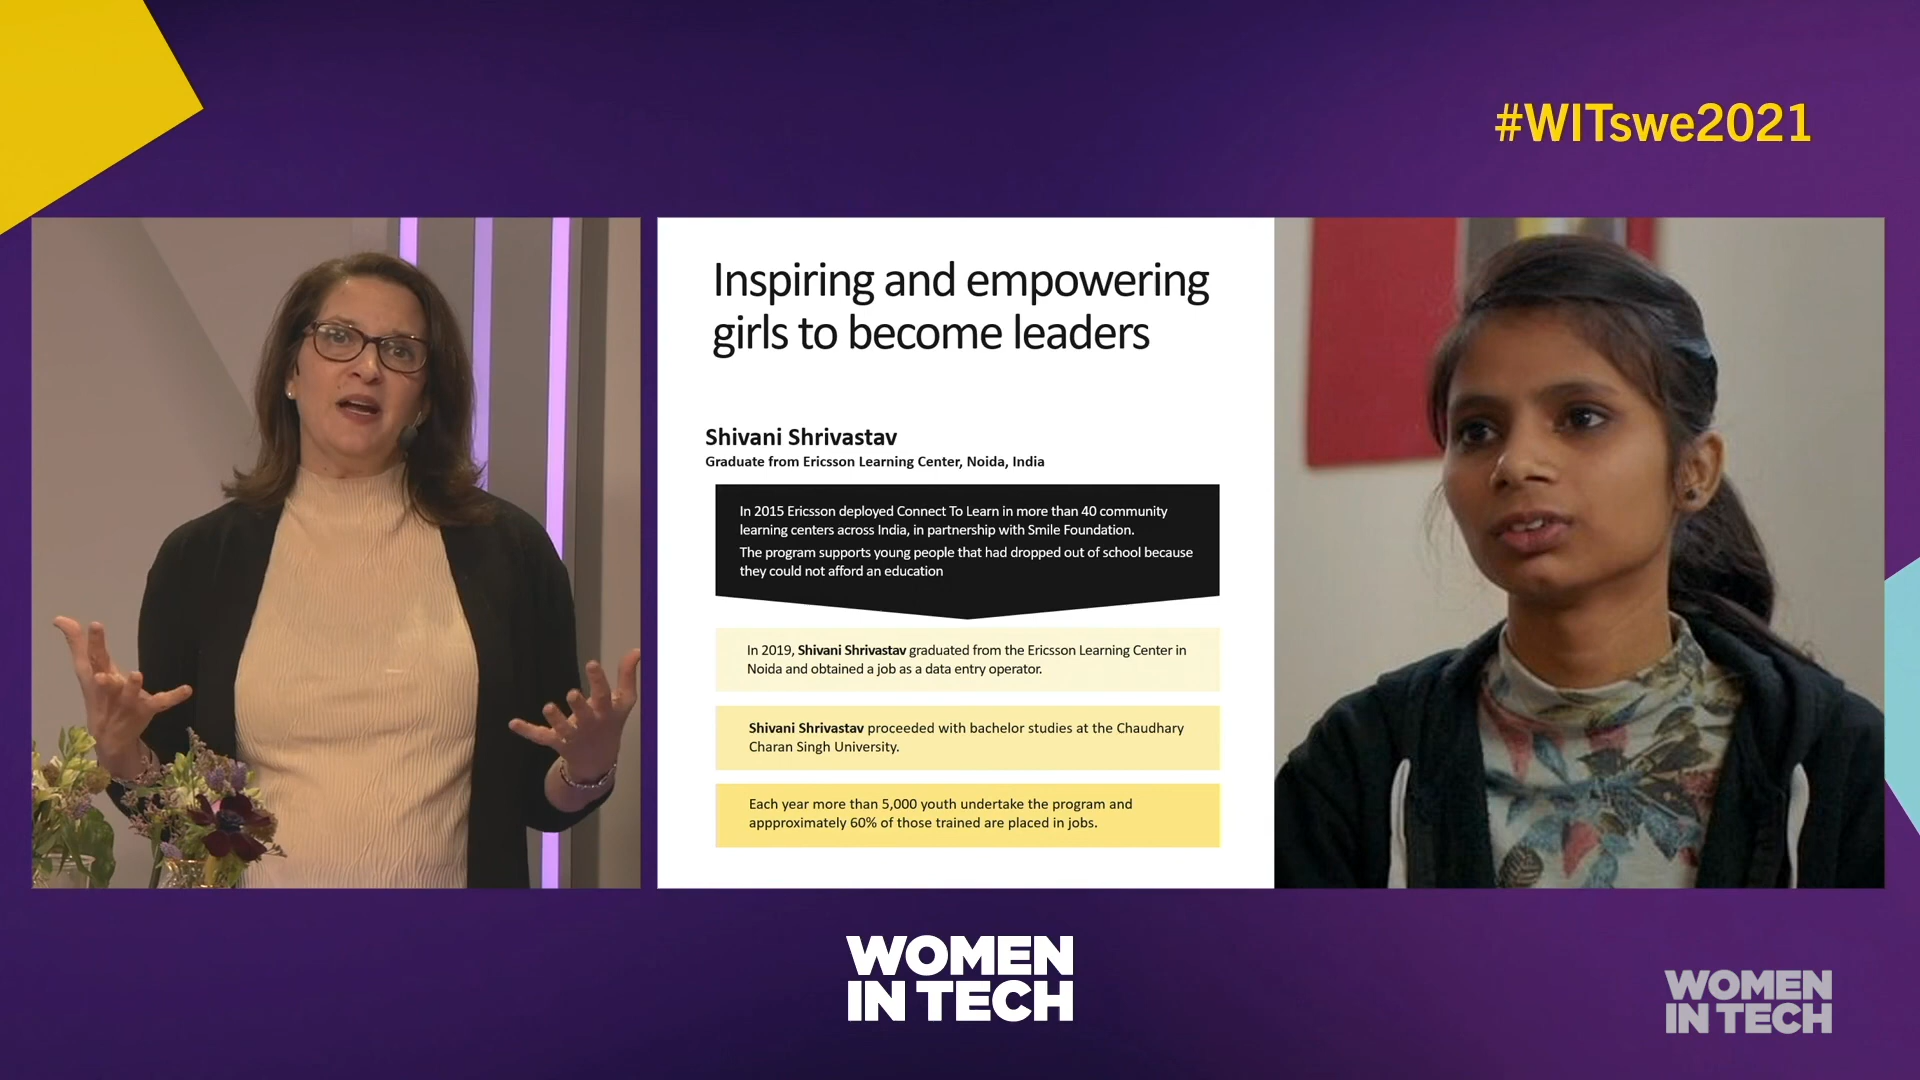 #WITswe2021
Inspiring and empowering
girls to become leaders
Shivani Shrivastav
Graduate from Ericsson Learning Center, Noida, India
In 2015 Ericsson deployed Connect To Learn in more than 40 community
learning centers across India, in partnership with Smile Foundation.
The program supports young people that had dropped out of school because
they could not afford an education
In 2019, Shivani Shrivastav graduated from the Ericsson Learning Center in
Noida and obtained a job as a data entry operator.
Shivani Shrivastav proceeded with bachelor studies at the Chaudhary
Charan Singh University.
Each year more than 5,000 youth undertake the program and
appproximately 60% of those trained are placed in jobs.
WOMEN
IN TECH
WOMEN
IN TECH